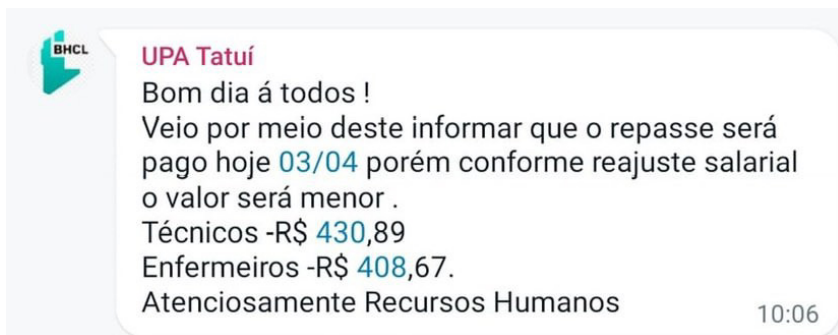 BHCL
UPA Tatuí
Bom dia á todos !
Veio por meio deste informar que o repasse será
pago hoje 03/04 porém conforme reajuste salarial
o valor será menor .
Técnicos -R$ 430,89
Enfermeiros -R$ 408,67.
Atenciosamente Recursos Humanos
10:06